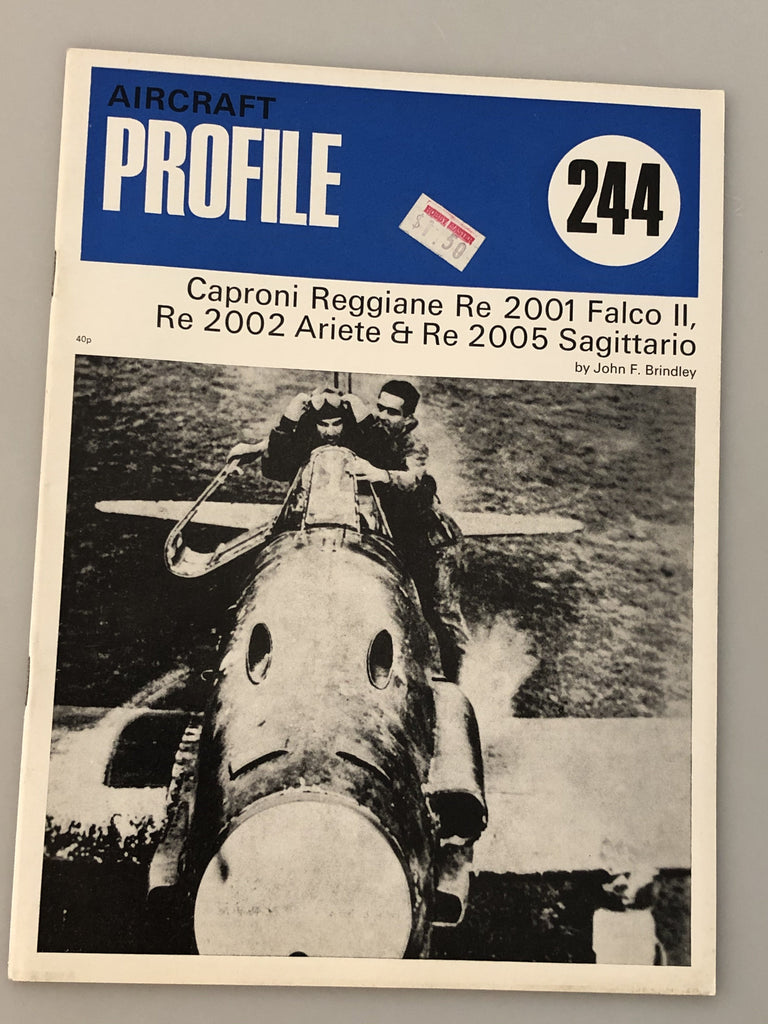 AIRCRAFT
PROFILE
244
HOBBY MASTER
$1.50
Caproni Reggiane Re 2001 Falco II,
Re 2002 Ariete & Re 2005 Sagittario
40p
by John F. Brindley